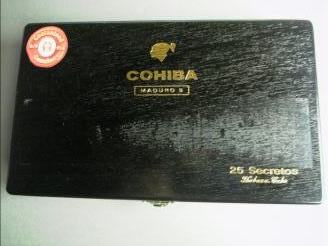 COHIBA
MADURO 5
25 Secretos
Habana, Cuba